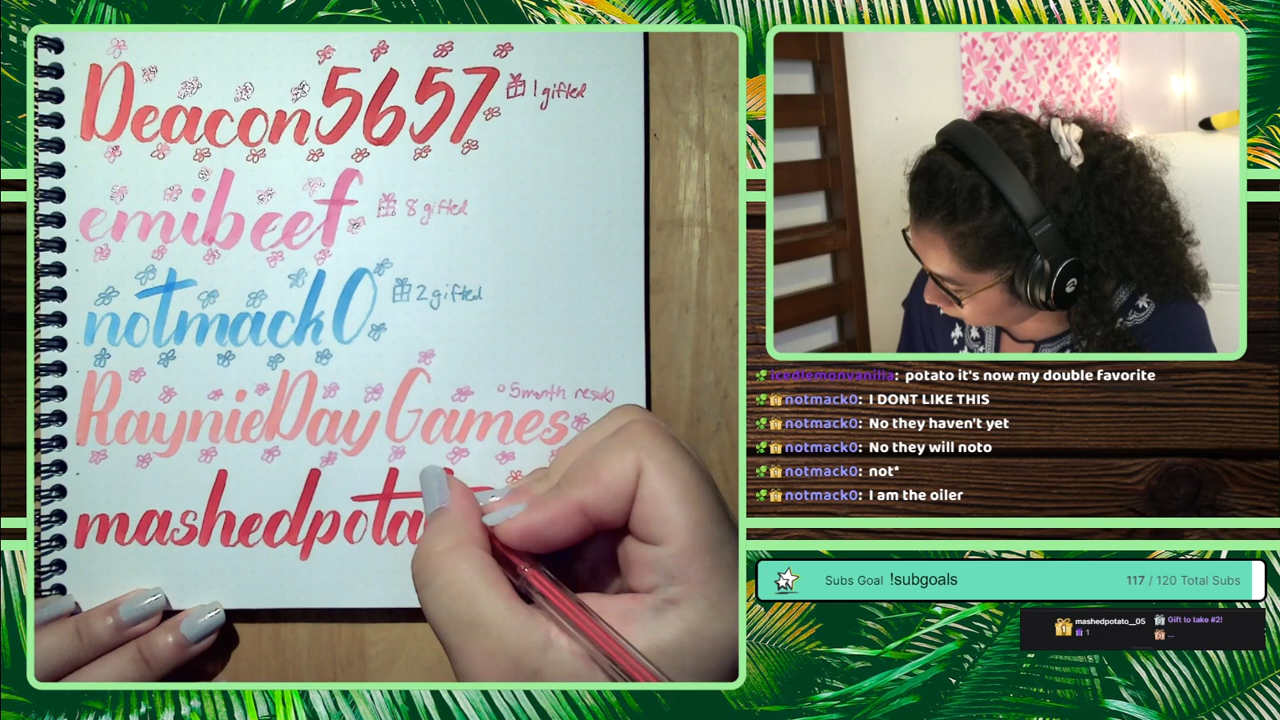 Deacon5657 1 gifted
emibeef 8 gifted
notmack0 2 gifted
5 month resub
RaynieDayGames
mashedpota
icedlemonvanilla: potato it's now my double favorite
notmack0: I DONT LIKE THIS
notmack0: No they haven't yet
notmack0: No they will noto
notmack0: not*
notmack0: I am the oiler
Subs Goal !subgoals 117 / 120 Total Subs
1 mashedpotato__05 Gift to take #2!
1 ...